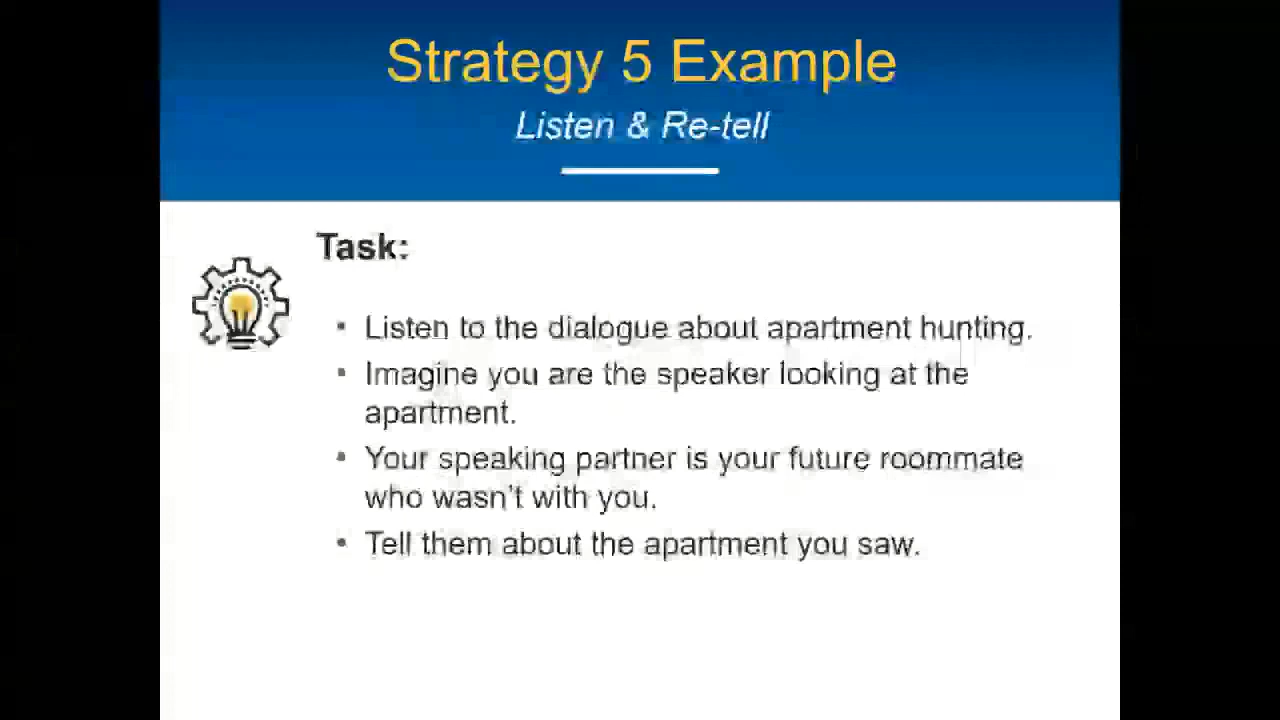 Strategy 5 Example
Listen & Re-tell
Task:
• Listen to the dialogue about apartment hunting.
• Imagine you are the speaker looking at the
apartment.
• Your speaking partner is your future roommate
who wasn't with you.
• Tell them about the apartment you saw.